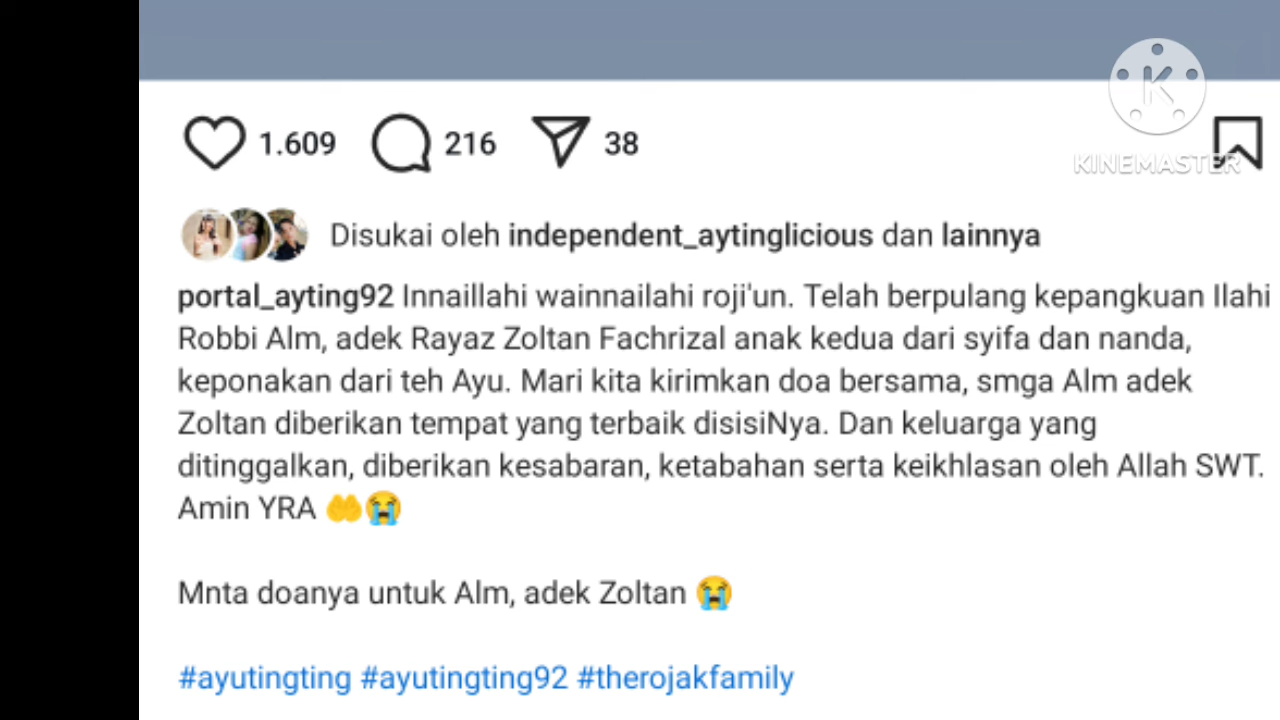 1.609 216 38
KINEMASTER
Disukai oleh independent_aytinglicious dan lainnya
portal_ayting92 Innaillahi wainnailahi roji'un. Telah berpulang kepangkuan Ilahi
Robbi Alm, adek Rayaz Zoltan Fachrizal anak kedua dari syifa dan nanda,
keponakan dari teh Ayu. Mari kita kirimkan doa bersama, smga Alm adek
Zoltan diberikan tempat yang terbaik disisiNya. Dan keluarga yang
ditinggalkan, diberikan kesabaran, ketabahan serta keikhlasan oleh Allah SWT.
Amin YRA 🤲😭
Mnta doanya untuk Alm, adek Zoltan 😭
#ayutingting #ayutingting92 #therojakfamily